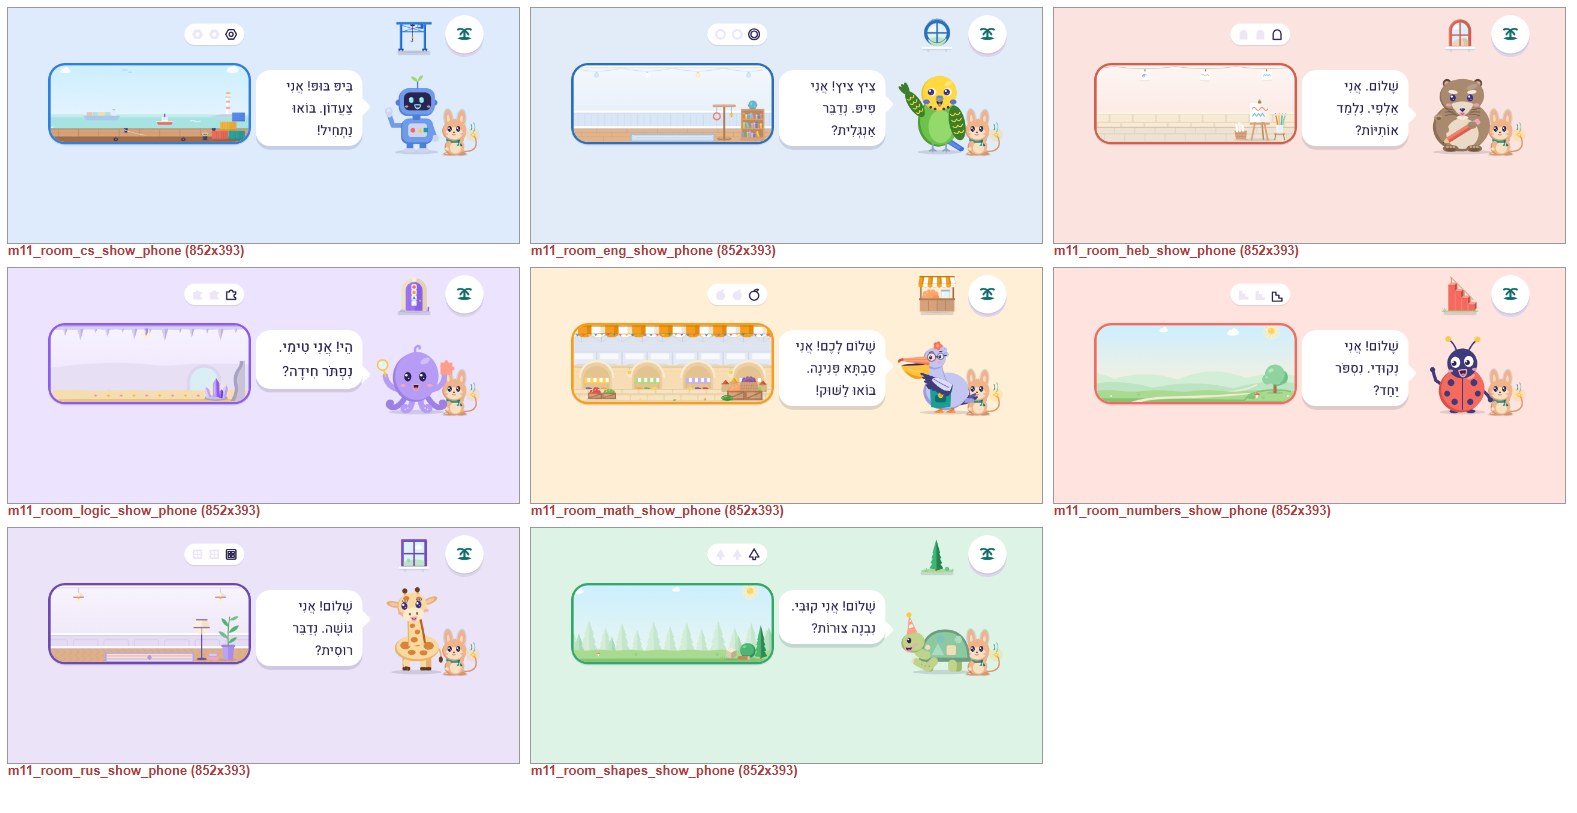 בִּיפּ בּוּפּ! אֲנִי
צַעֲדוֹן. בּוֹאוּ
נַתְחִיל!
m11_room_cs_show_phone (852x393)
צִיץ צִיץ! אֲנִי
פִּיפּ. נְדַבֵּר
אַנְגְּלִית?
m11_room_eng_show_phone (852x393)
שָׁלוֹם. אֲנִי
אַלְפִי. נִלְמַד
אוֹתִיּוֹת?
m11_room_heb_show_phone (852x393)
הֵי! אֲנִי טִימִי.
נִפְתֹּר חִידָה?
m11_room_logic_show_phone (852x393)
שָׁלוֹם לָכֶם! אֲנִי
סָבְתָא פְּנִינָה.
בּוֹאוּ לַשּׁוּק!
m11_room_math_show_phone (852x393)
שָׁלוֹם! אֲנִי
נְקוּדִּי. נִסְפֹּר
יַחַד?
m11_room_numbers_show_phone (852x393)
שָׁלוֹם! אֲנִי
גּוֹשָׁה. נְדַבֵּר
רוּסִית?
m11_room_rus_show_phone (852x393)
שָׁלוֹם! אֲנִי קוּבִּי.
נִבְנֶה צוּרוֹת?
m11_room_shapes_show_phone (852x393)